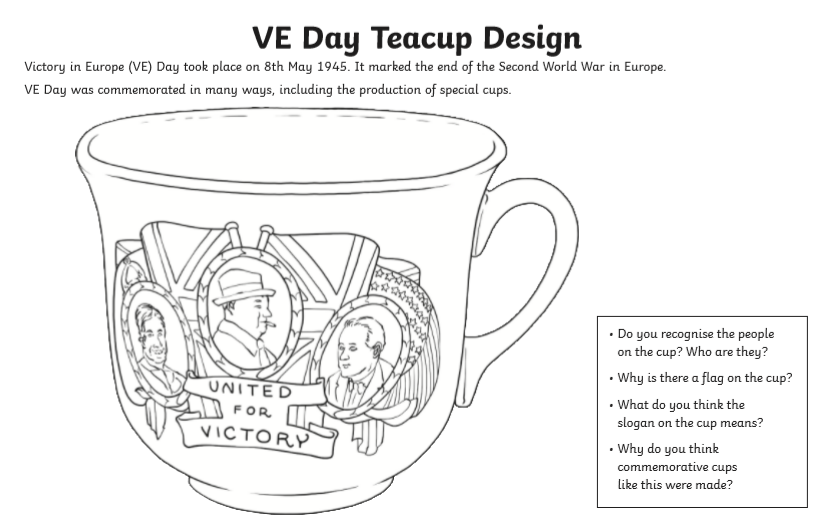 VE Day Teacup Design
Victory in Europe (VE) Day took place on 8th May 1945. It marked the end of the Second World War in Europe.
VE Day was commemorated in many ways, including the production of special cups.
UNITED
FOR
VICTORY
• Do you recognise the people
on the cup? Who are they?
• Why is there a flag on the cup?
• What do you think the
slogan on the cup means?
• Why do you think
commemorative cups
like this were made?